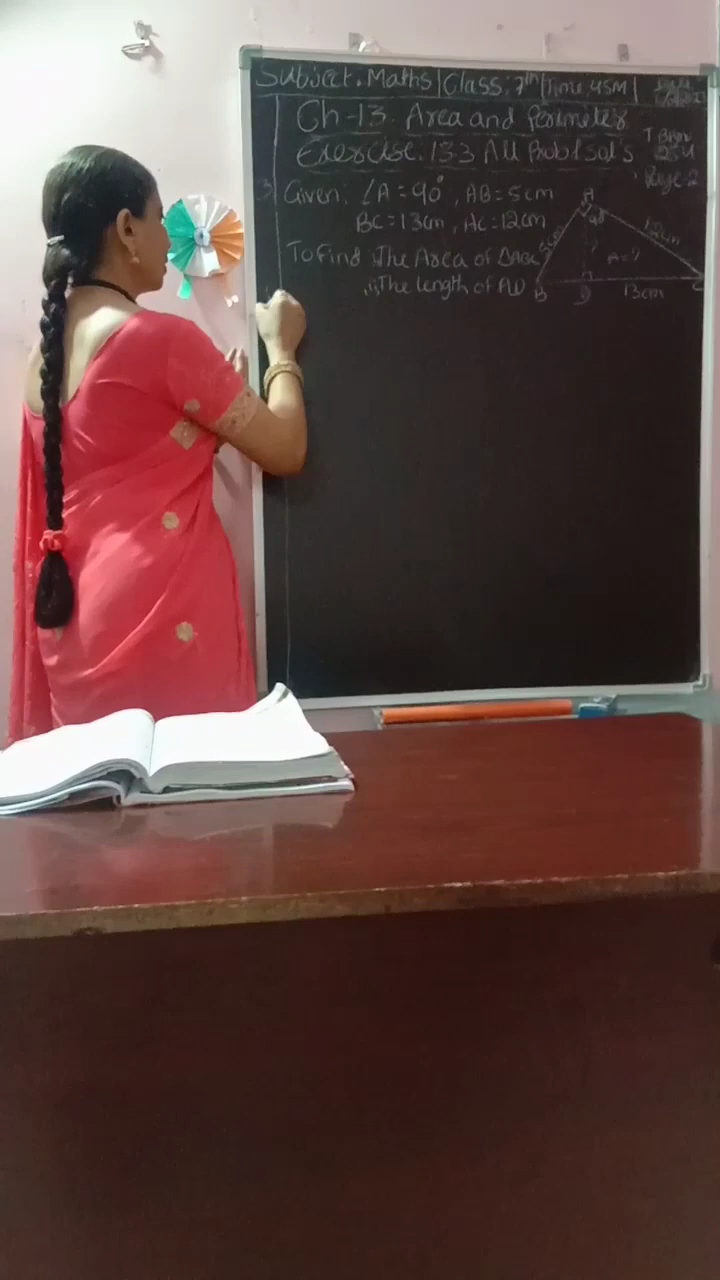 Subject. Maths | Class: 7th | Time, 45M |
Ch-13. Area and Perimeter
Exercise. 13.3 All Prob & Sol's
Page-2
3) Given: ∠A = 90°, AB = 5cm
BC = 13cm, AC = 12cm
To Find i, The Area of △ABC
ii, The length of AD
A
5cm
12cm
90
?
A = ?
B D 13cm C